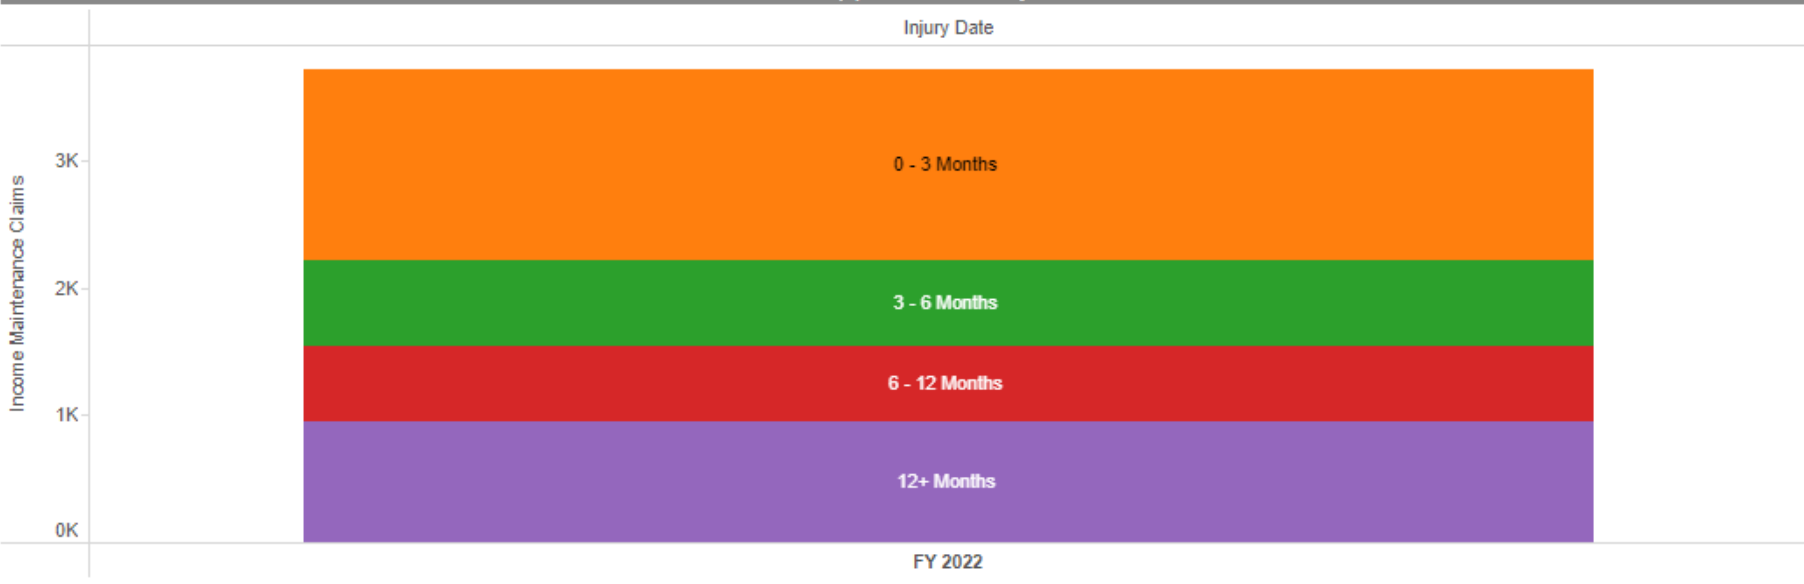 Injury Date
Income Maintenance Claims
3K
0 - 3 Months
2K
3 - 6 Months
6 - 12 Months
1K
12+ Months
0K
FY 2022